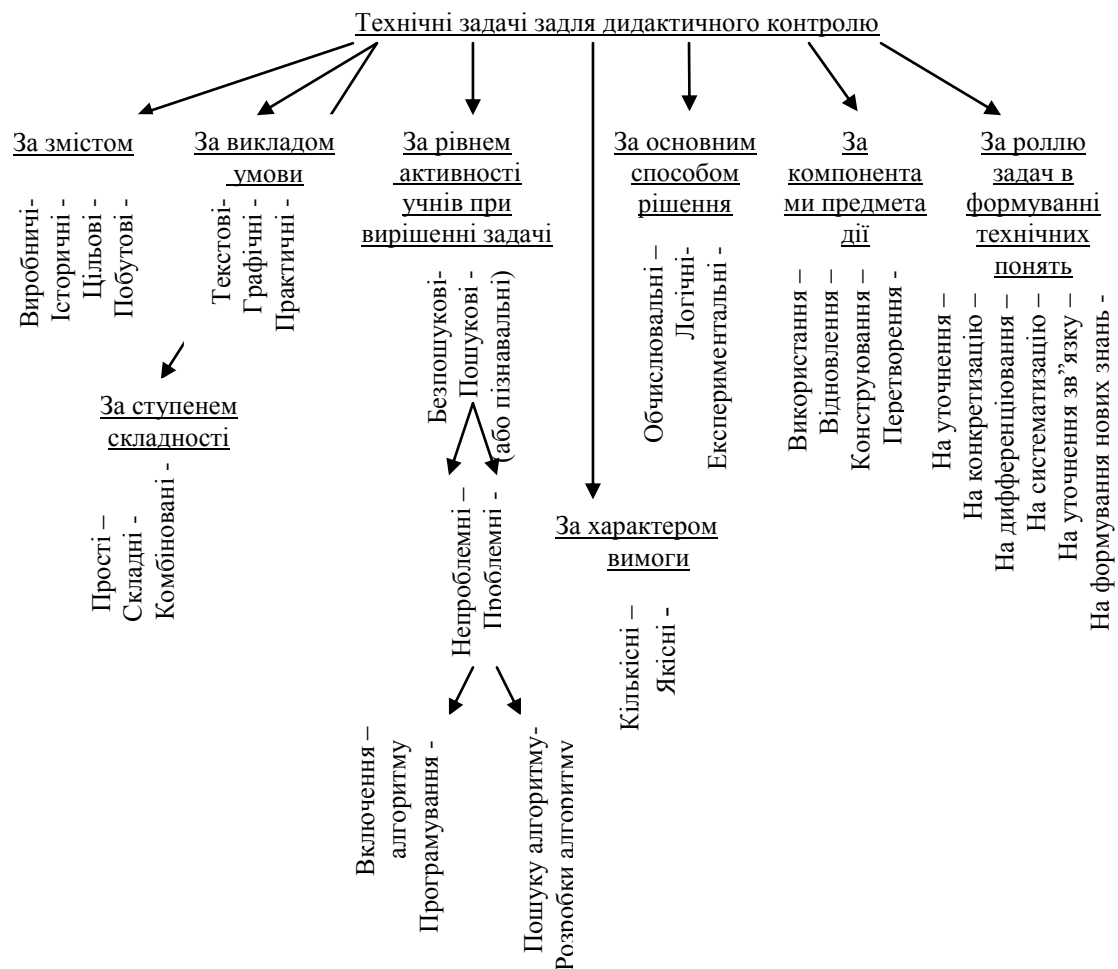 Технічні задачі задля дидактичного контролю
За змістом
Виробничі-
Історичні -
Цільові -
Побутові -
За викладом
умови
Текстові-
Графічні -
Практичні -
За рівнем
активності
учнів при
вирішенні задачі
Безпошукові-
Пошукові -
(або пізнавальні)
За основним
способом
рішення
Обчислювальні –
Логічні-
Експериментальні -
За
компонента
ми предмета
дії
Використання –
Відновлення –
Конструювання –
Перетворення -
За роллю
задач в
формуванні
технічних
понять
На уточнення –
На конкретизацію –
На дифференціювання –
На систематизацію –
На уточнення зв”язку –
На формування нових знань -
За ступенем
складності
Прості –
Складні -
Комбіновані -
Непроблемні –
Проблемні -
За характером
вимоги
Кількісні –
Якісні -
Включення –
алгоритму
Програмування -
Пошуку алгоритму-
Розробки алгоритму